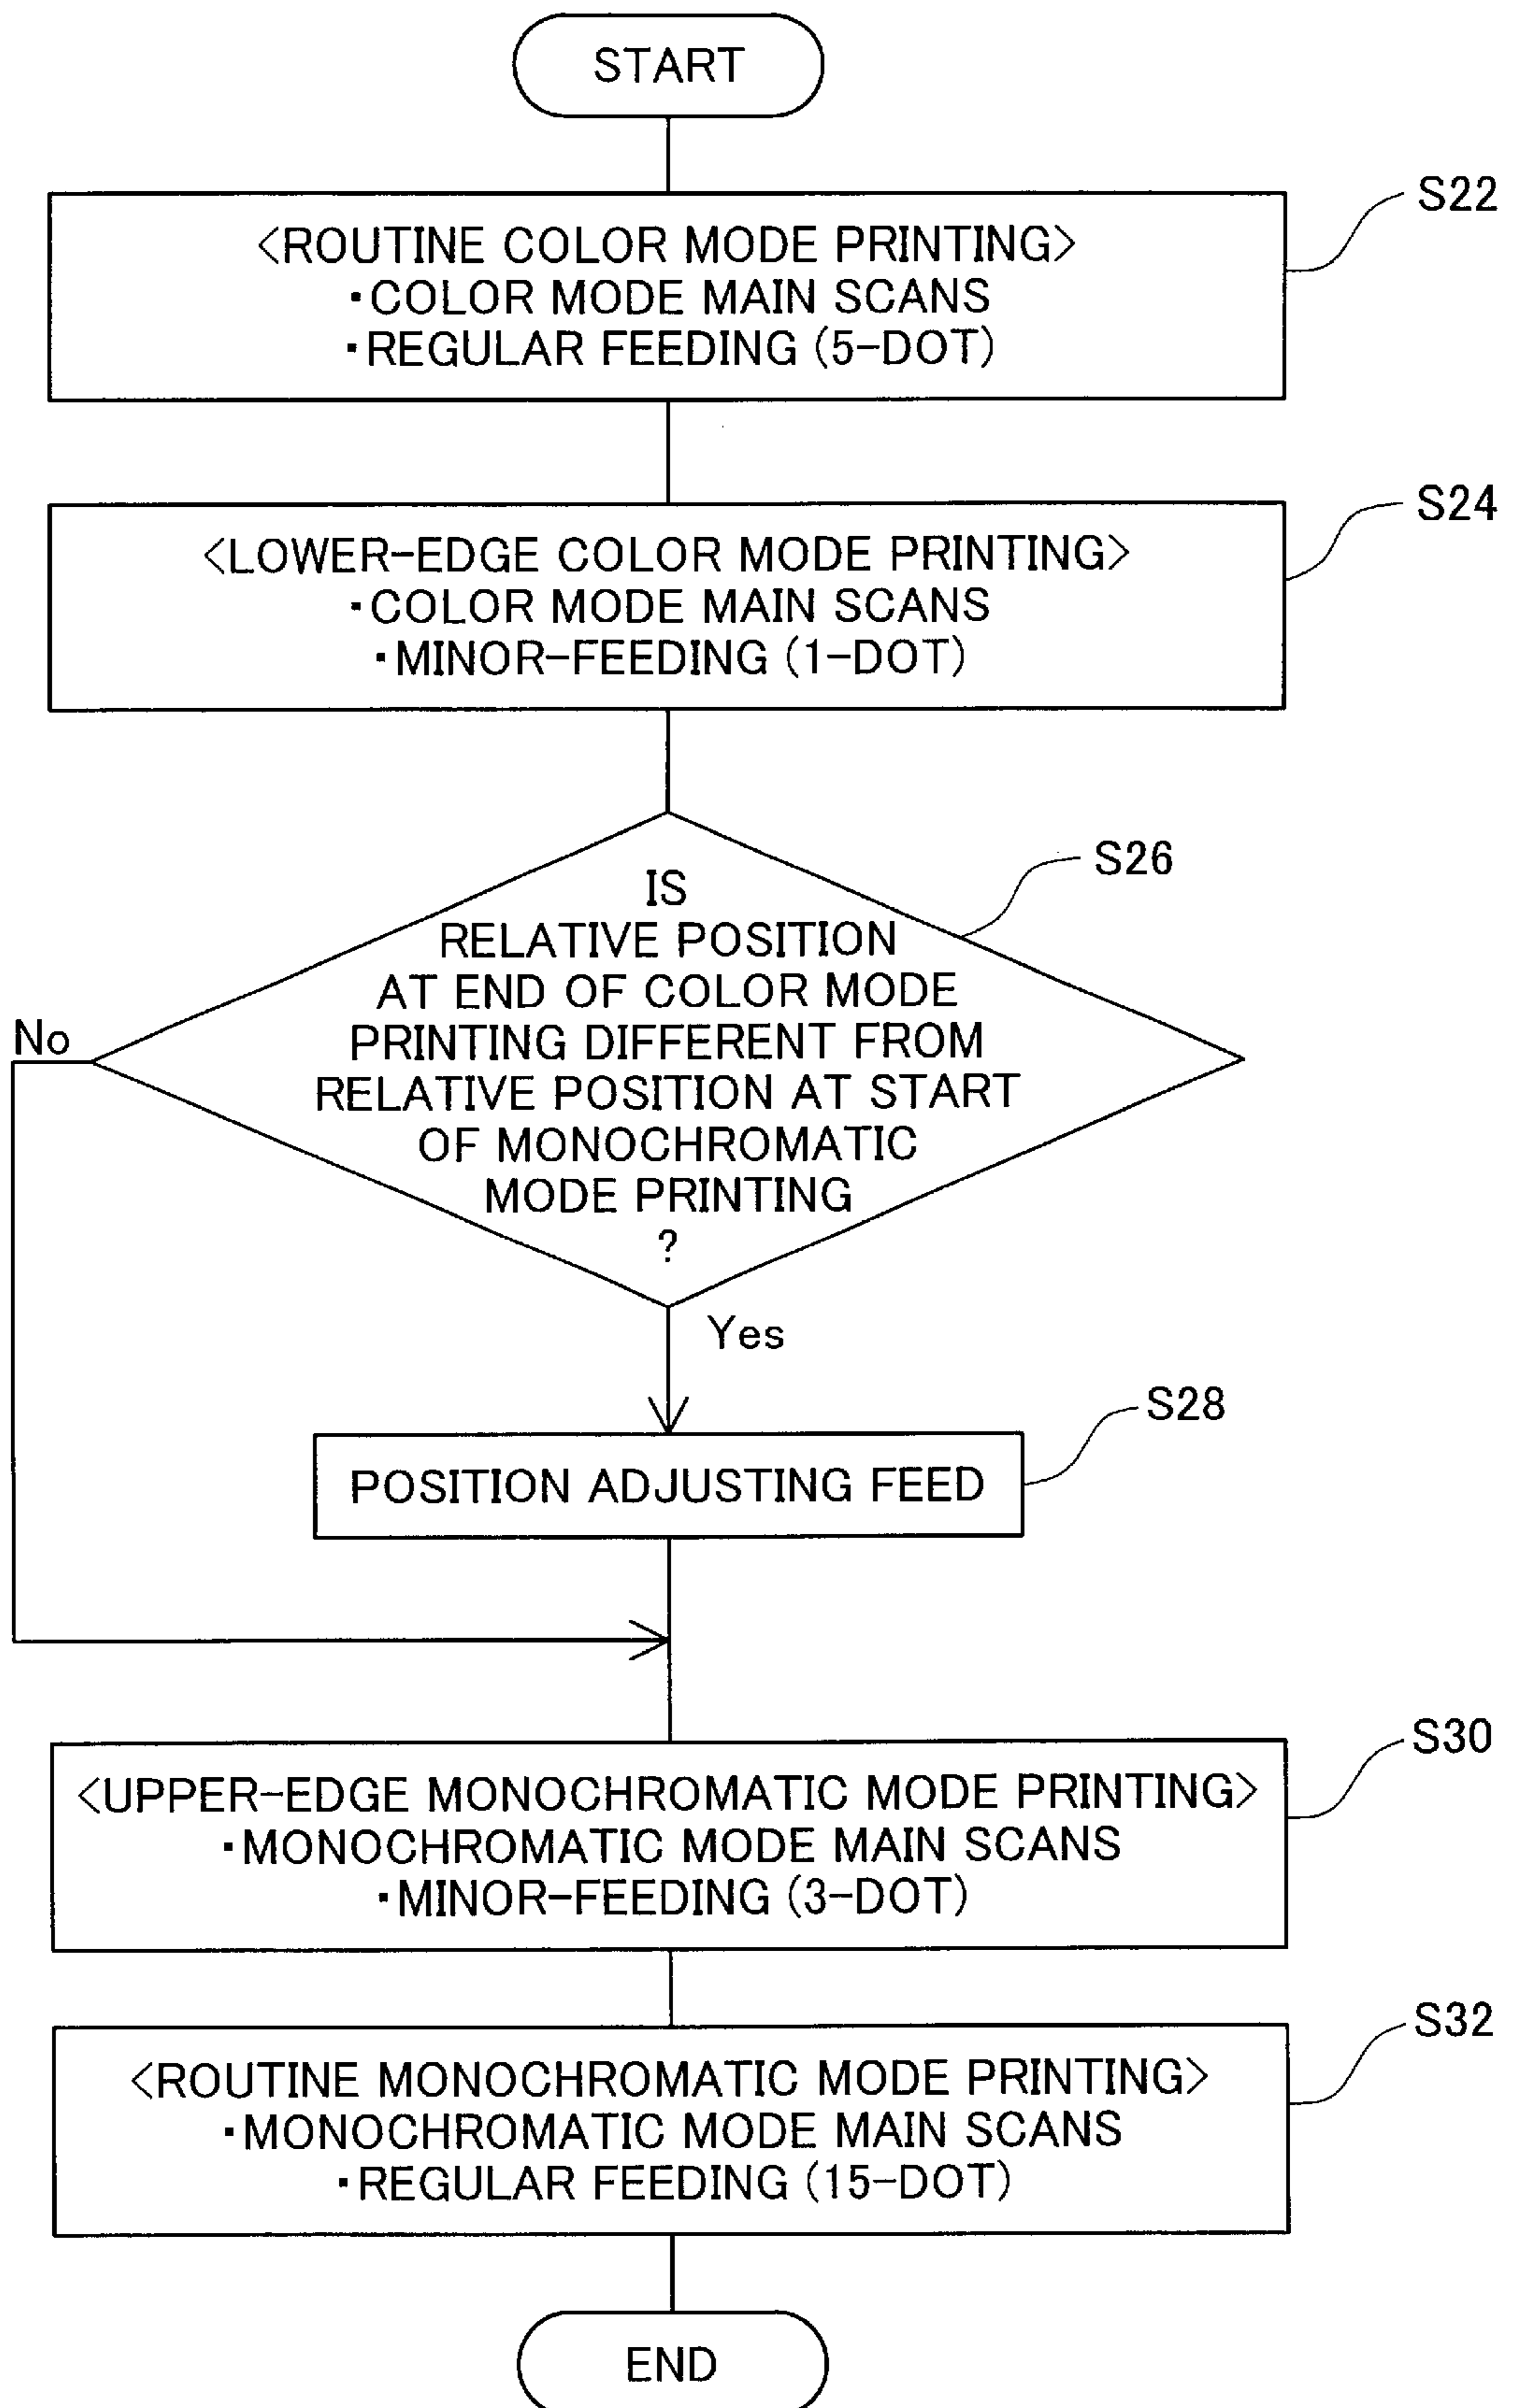 START
S22
<ROUTINE COLOR MODE PRINTING>
・COLOR MODE MAIN SCANS
・REGULAR FEEDING (5-DOT)
S24
<LOWER-EDGE COLOR MODE PRINTING>
・COLOR MODE MAIN SCANS
・MINOR-FEEDING (1-DOT)
S26
IS
RELATIVE POSITION
AT END OF COLOR MODE
PRINTING DIFFERENT FROM
RELATIVE POSITION AT START
OF MONOCHROMATIC
MODE PRINTING
?
No
Yes
S28
POSITION ADJUSTING FEED
S30
<UPPER-EDGE MONOCHROMATIC MODE PRINTING>
・MONOCHROMATIC MODE MAIN SCANS
・MINOR-FEEDING (3-DOT)
S32
<ROUTINE MONOCHROMATIC MODE PRINTING>
・MONOCHROMATIC MODE MAIN SCANS
・REGULAR FEEDING (15-DOT)
END